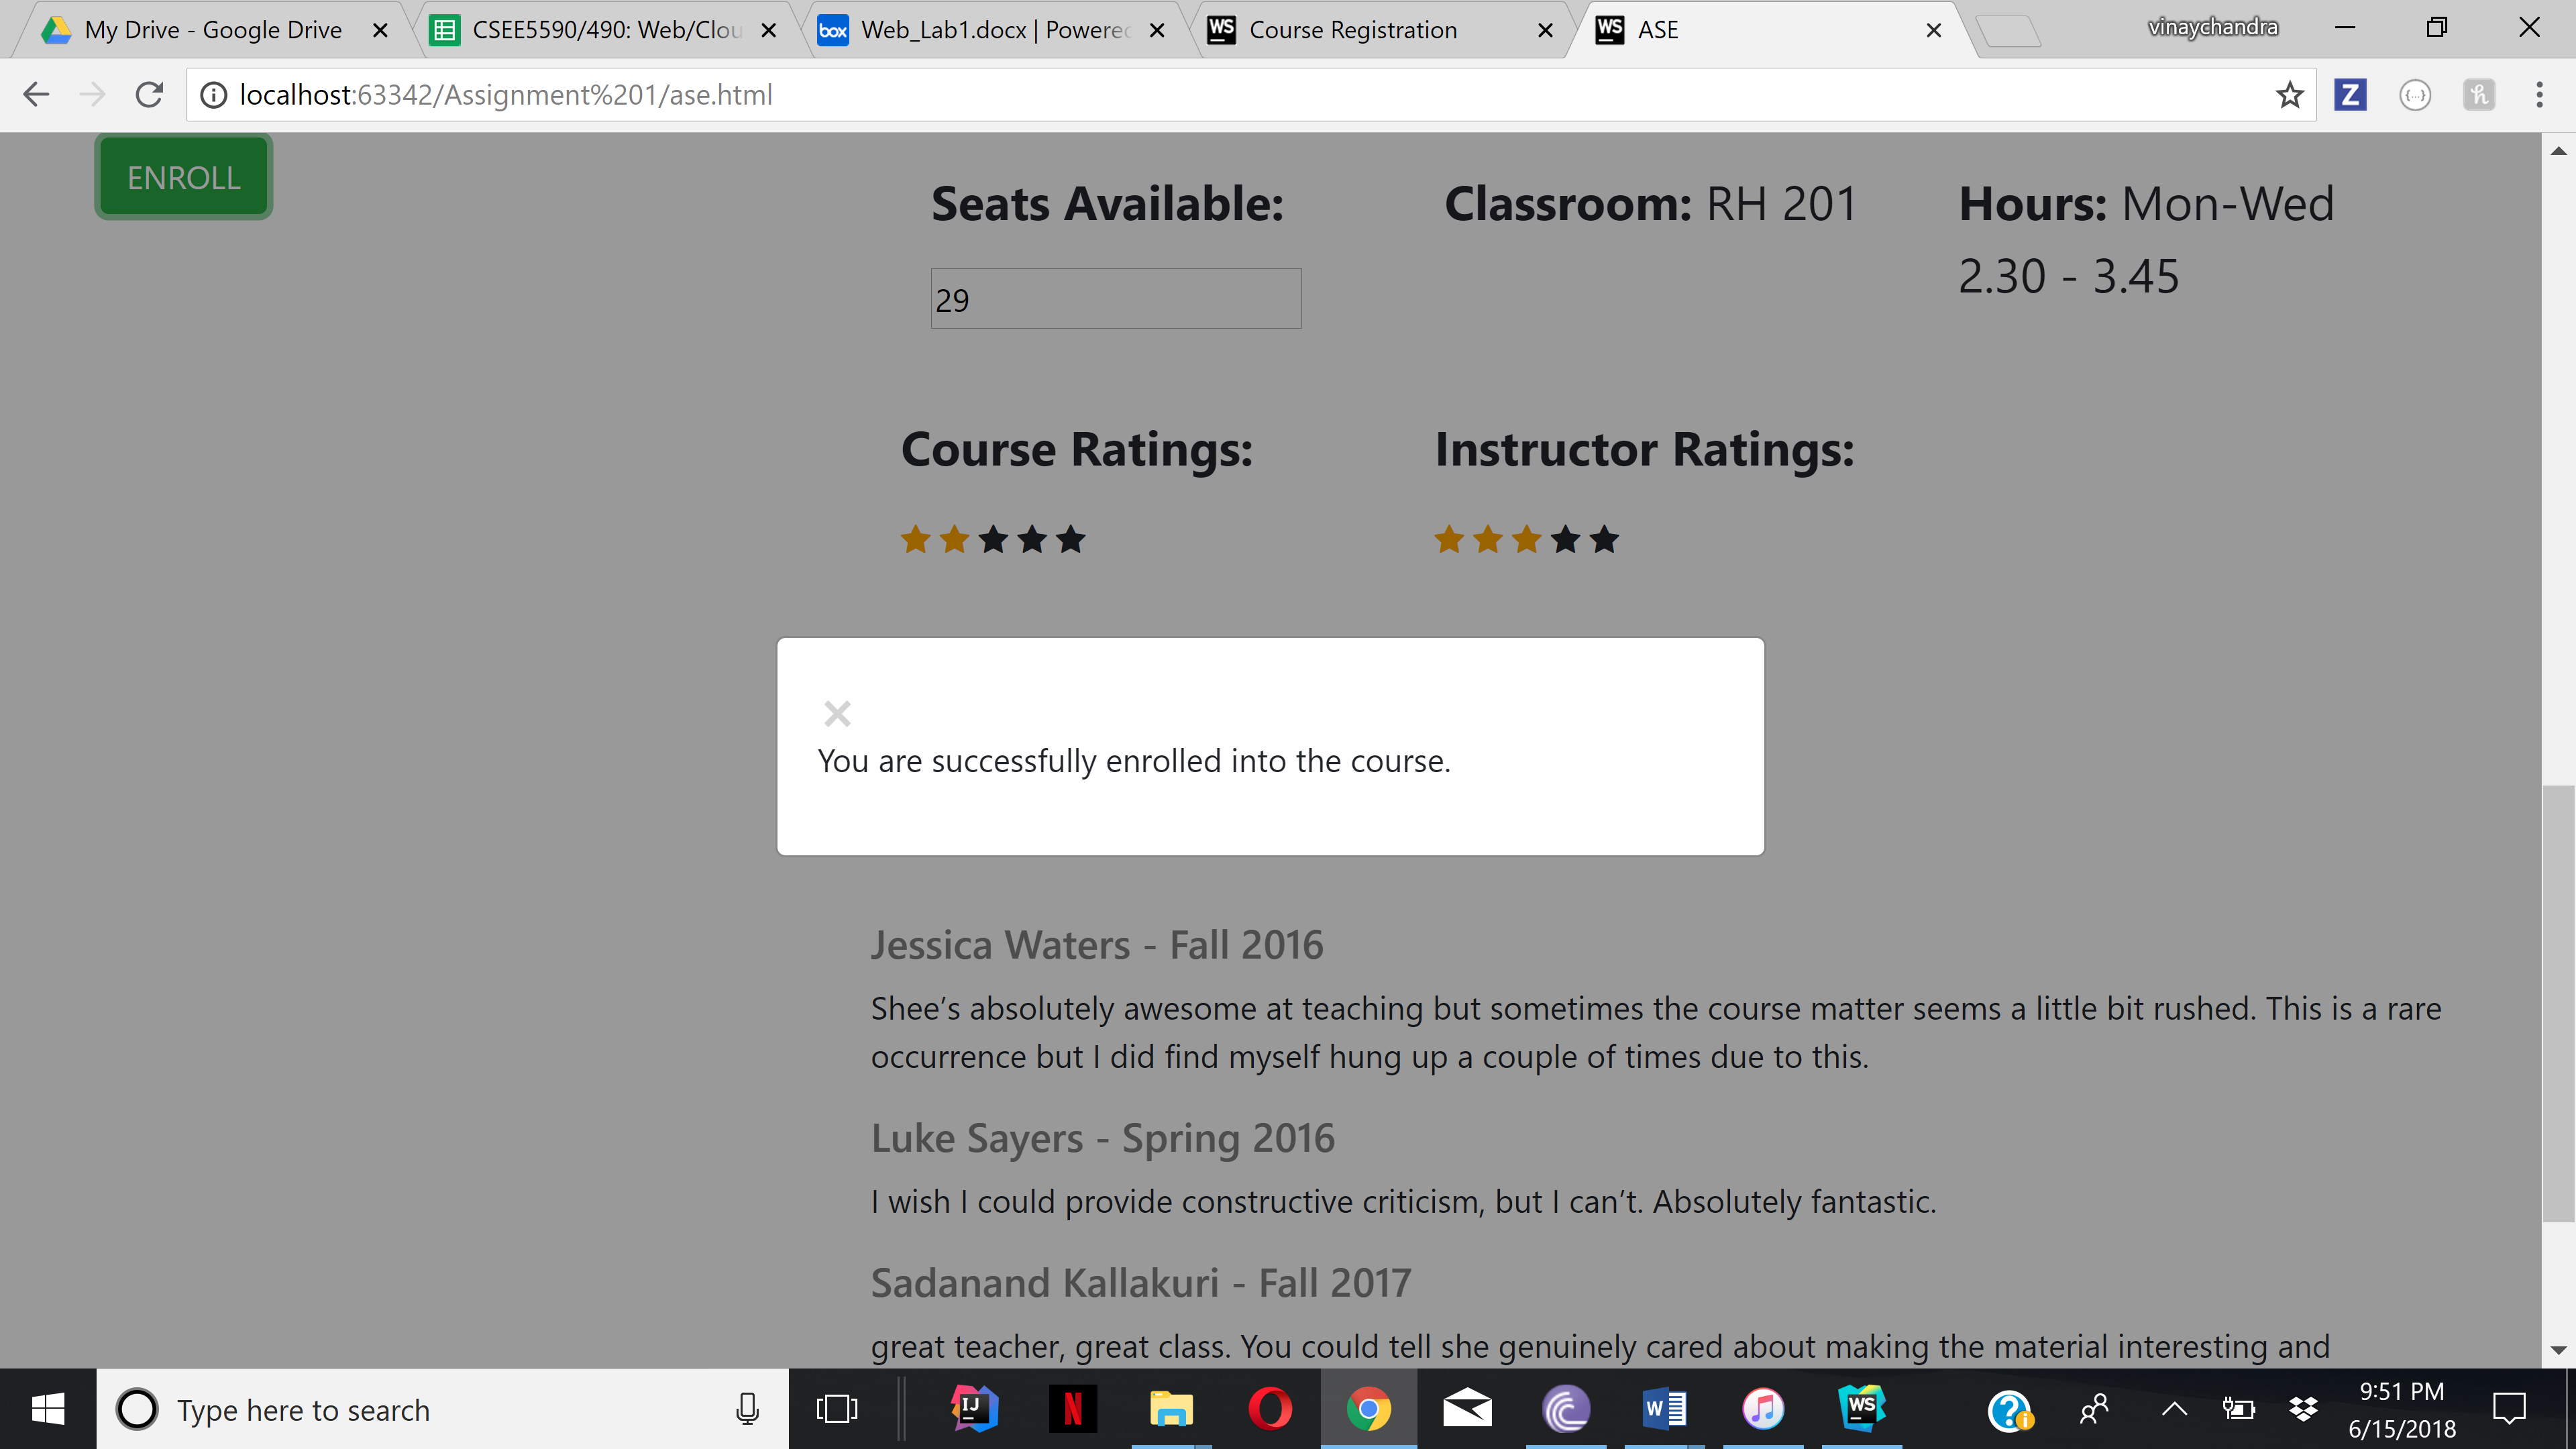 My Drive - Google Drive
CSEE5590/490: Web/Clou
Web_Lab1.docx | Powere
Course Registration
ASE
vinaychandra
localhost:63342/Assignment%201/ase.html
ENROLL
Seats Available:
29
Classroom: RH 201
Hours: Mon-Wed
2.30 - 3.45
Course Ratings:
Instructor Ratings:
You are successfully enrolled into the course.
Jessica Waters - Fall 2016
Shee’s absolutely awesome at teaching but sometimes the course matter seems a little bit rushed. This is a rare
occurrence but I did find myself hung up a couple of times due to this.
Luke Sayers - Spring 2016
I wish I could provide constructive criticism, but I can’t. Absolutely fantastic.
Sadanand Kallakuri - Fall 2017
great teacher, great class. You could tell she genuinely cared about making the material interesting and
Type here to search
9:51 PM
6/15/2018